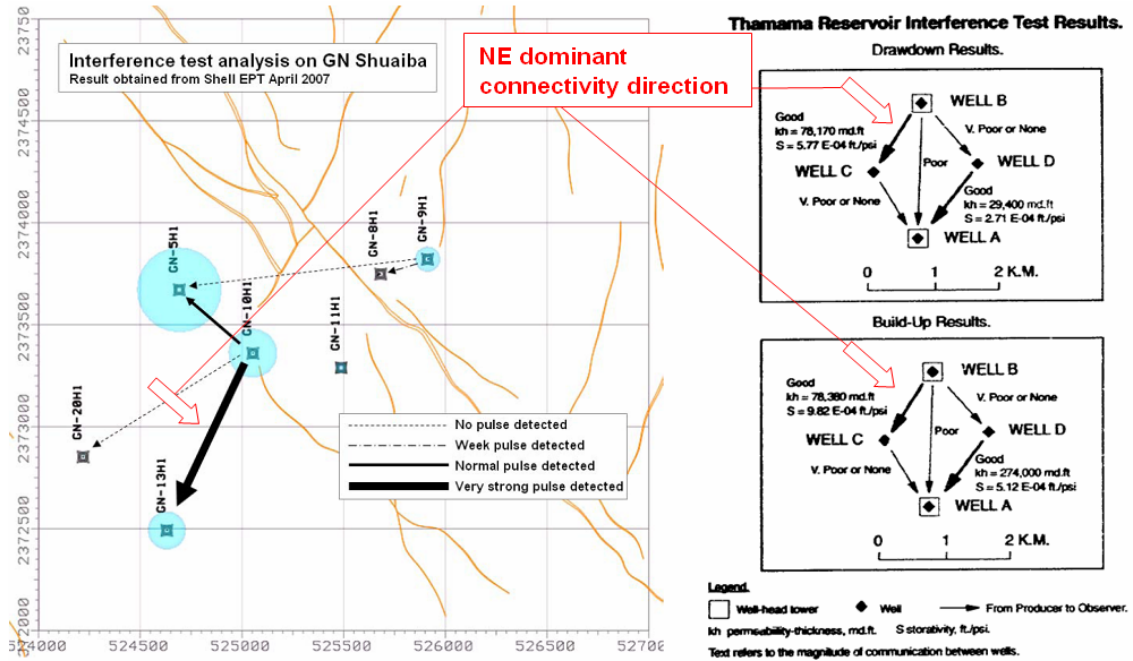 Interference test analysis on GN Shuaiba
Result obtained from Shell EPT April 2007
NE dominant
connectivity direction
23750
2374500
2374000
2373500
2373000
2372500
2372000
524000
524500
525000
525500
526000
526500
52700
GN-5H1
GN-10H1
GN-8H1
GN-9H1
GN-11H1
GN-20H1
GN-13H1
No pulse detected
Week pulse detected
Normal pulse detected
Very strong pulse detected
Thamama Reservoir Interference Test Results.
Drawdown Results.
WELL B
Good
kh = 78,170 md.ft
S = 5.77 E-04 ft./psi
V. Poor or None
WELL C
Poor
WELL D
V. Poor or None
Good
kh = 29,400 md.ft
S = 2.71 E-04 ft./psi
WELL A
0 1 2 K.M.
Build-Up Results.
WELL B
Good
kh = 78,380 md.ft
S = 9.82 E-04 ft./psi
V. Poor or None
WELL C
Poor
WELL D
V. Poor or None
Good
kh = 274,000 md.ft
S = 5.12 E-04 ft./psi
WELL A
0 1 2 K.M.
Legend.
Well-head tower
Well
From Producer to Observer.
kh permeability-thickness, md.ft. S storativity, ft./psi.
Text refers to the magnitude of communication between wells.